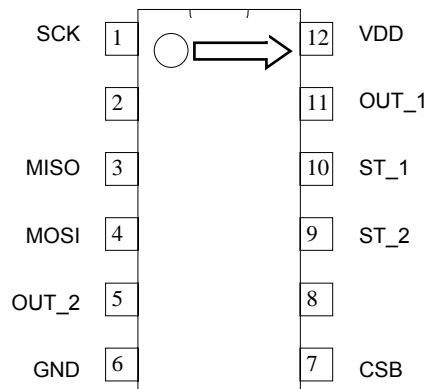 SCK 1 12 VDD
2 11 OUT_1
MISO 3 10 ST_1
MOSI 4 9 ST_2
OUT_2 5 8
GND 6 7 CSB